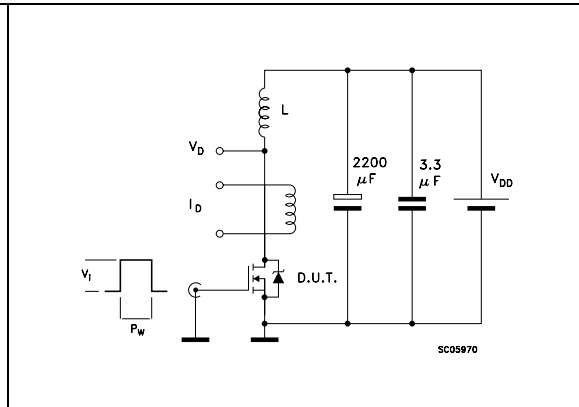 L
V_D
2200
μF
3.3
μF
V_DD
I_D
D.U.T.
V_i
P_W
SC05970